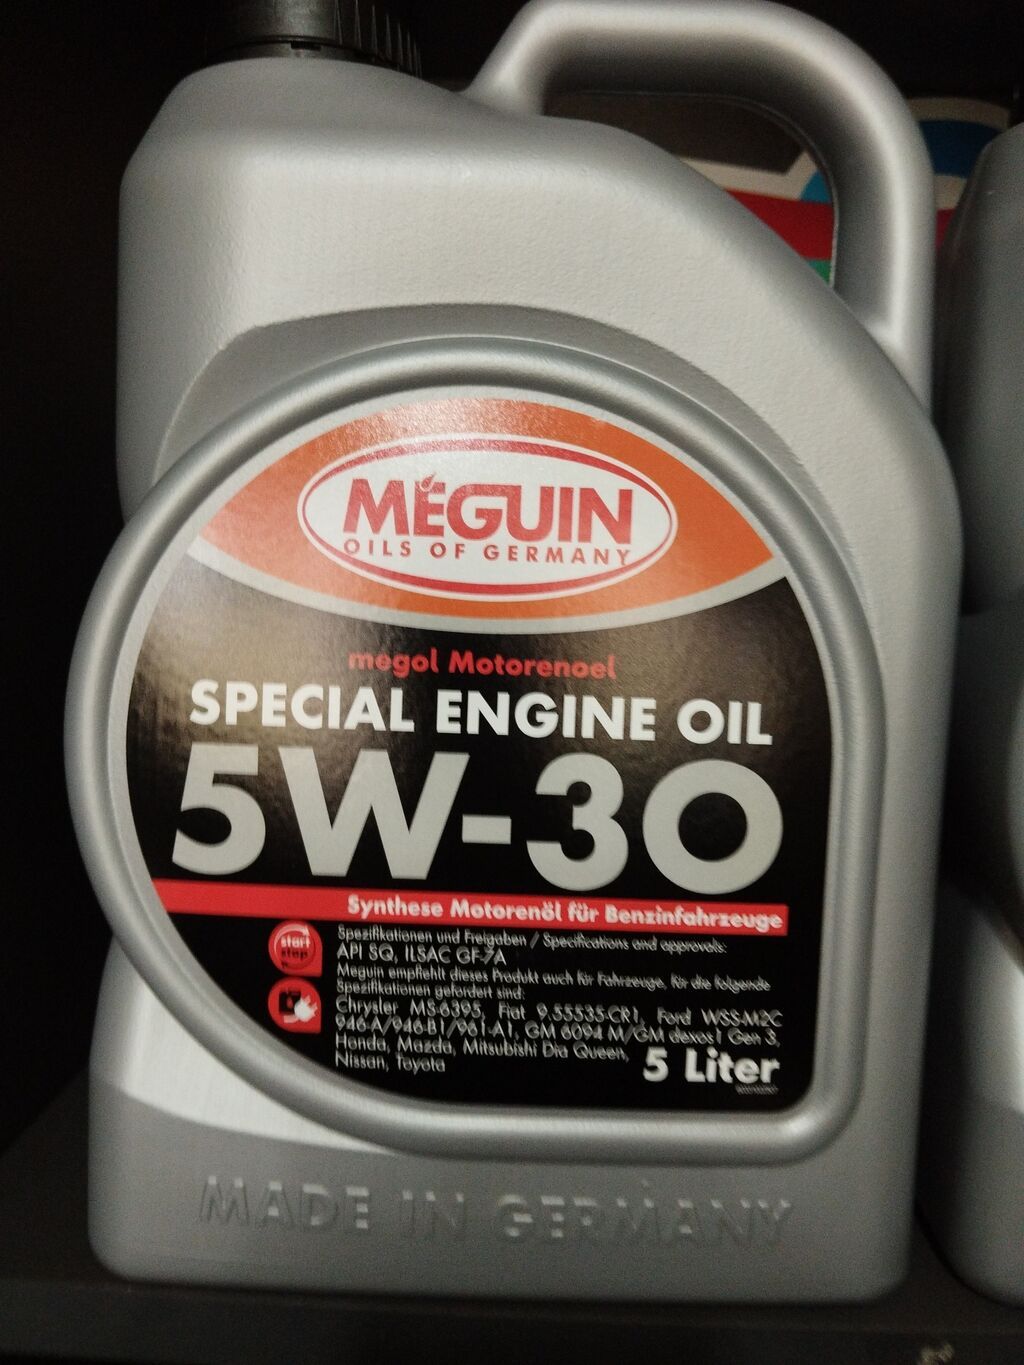 MEGUIN
OILS OF GERMANY
megol Motorenoel
SPECIAL ENGINE OIL
5W-30
Synthese Motorenöl für Benzinfahrzeuge
start
stop
Spezifikationen und Freigaben / Specifications and approvals:
API SQ, ILSAC GF-7A
Meguin empfiehlt dieses Produkt auch für Fahrzeuge, für die folgende
Spezifikationen gefordert sind:
Chrysler MS-6395, Fiat 9.55535-CR1, Ford WSS-M2C
946-A/946-B1/961-A1, GM 6094 M/GM dexos1 Gen 3,
Honda, Mazda, Mitsubishi Dia Queen,
Nissan, Toyota
5 Liter
MADE IN GERMANY